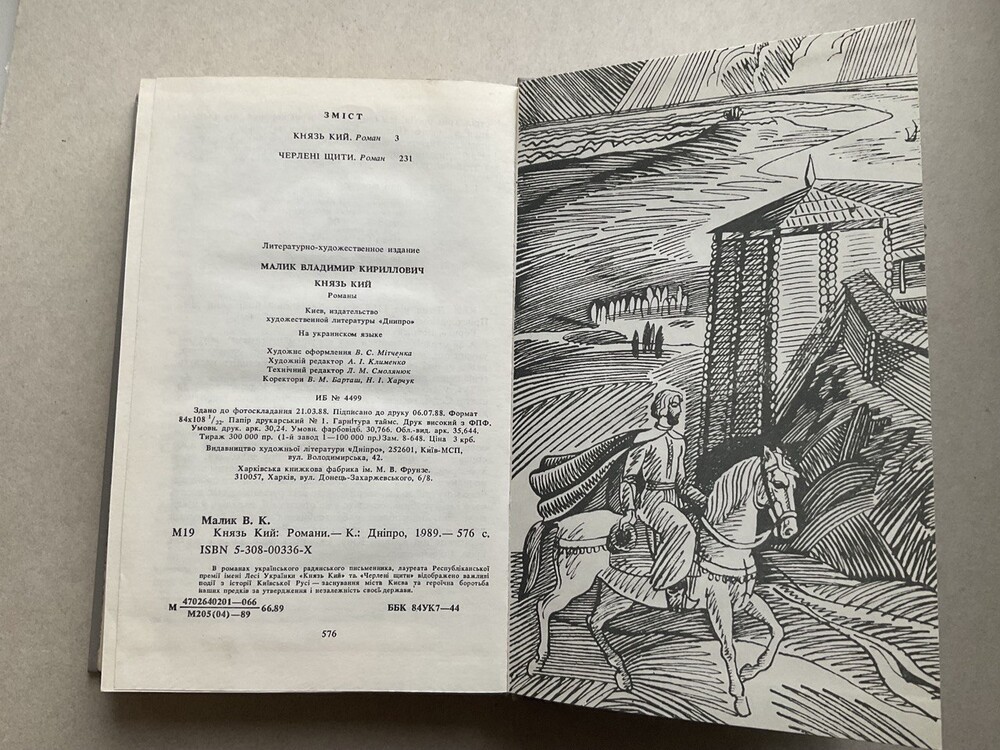 ЗМІСТ
КНЯЗЬ КИЙ. Роман 3
ЧЕРЛЕНІ ЩИТИ. Роман 231
Литературно-художественное издание
МАЛИК ВЛАДИМИР КИРИЛЛОВИЧ
КНЯЗЬ КИЙ
Романы
Киев, издательство
художественной литературы «Дніпро»
На украинском языке
Художнє оформлення В. С. Мітченка
Художній редактор А. І. Клименко
Технічний редактор Л. М. Смолянюк
Коректори В. М. Барташ, Н. І. Харчук
ИБ № 4499
Здано до фотоскладання 21.03.88. Підписано до друку 06.07.88. Формат
84х108 1/32. Папір друкарський № 1. Гарнітура таймс. Друк високий з ФПФ.
Умовн. друк. арк. 30,24. Умовн. фарбовідб. 30,766. Обл.-вид. арк. 35,644.
Тираж 300 000 пр. (1-й завод 1—100 000 пр.) Зам. 8-648. Ціна 3 крб.
Видавництво художньої літератури «Дніпро», 252601, Київ-МСП,
вул. Володимирська, 42.
Харківська книжкова фабрика ім. М. В. Фрунзе.
310057, Харків, вул. Донець-Захаржевського, 6/8.
Малик В. К.
М19 Князь Кий: Романи.— К.: Дніпро, 1989.— 576 с.
ISBN 5-308-00336-X
В романах українського радянського письменника, лауреата Республіканської
премії імені Лесі Українки «Князь Кий» та «Черлені щити» відображено важливі
події з історії Київської Русі — заснування міста Києва та героїчна боротьба
наших предків за утвердження і незалежність своєї держави.
М 4702640201—066 / М205(04)—89 66.89 ББК 84УК7—44
576